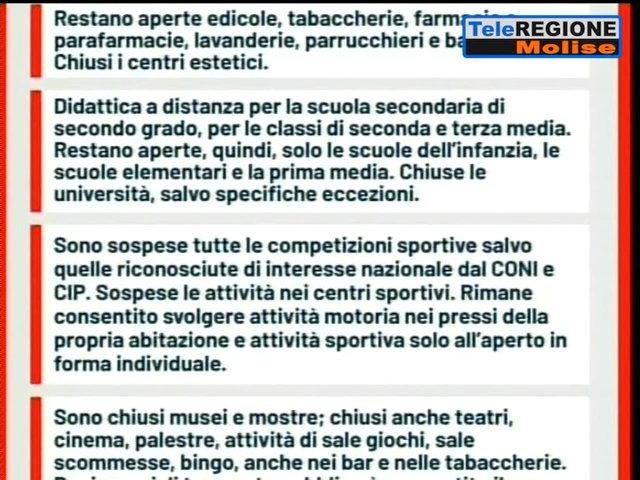 Restano aperte edicole, tabaccherie,
TeleREGIONE
parafarmacie, lavanderie, parrucchieri e
Molise
Chiusi i centri estetici.
Didattica a distanza per la scuola secondaria di
secondo grado, per le classi di seconda e terza media.
Restano aperte, quindi, solo le scuole dell'infanzia, le
scuole elementari e la prima media. Chiuse le
università, salvo specifiche eccezioni.
Sono sospese tutte le competizioni sportive salvo
quelle riconosciute di interesse nazionale dal CONI e
CIP. Sospese le attività nei centri sportivi. Rimane
consentito svolgere attività motoria nei pressi della
propria abitazione e attività sportiva solo all'aperto in
forma individuale.
Sono chiusi musei e mostre; chiusi anche teatri,
cinema, palestre, attività di sale giochi, sale
scommesse, bingo, anche nei bar e nelle tabaccherie.